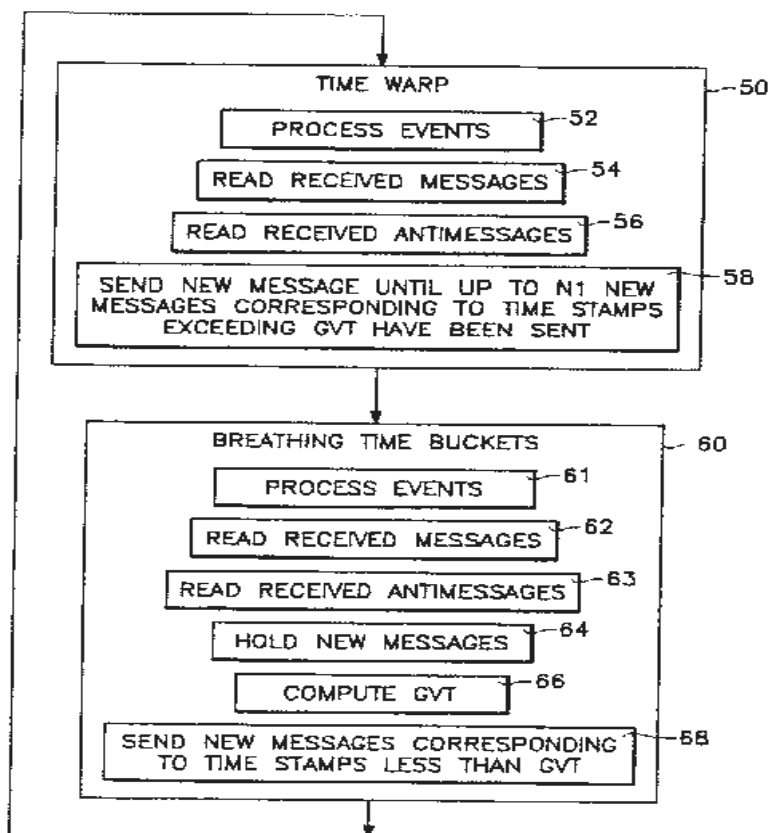 TIME WARP
50
PROCESS EVENTS
52
READ RECEIVED MESSAGES
54
READ RECEIVED ANTIMESSAGES
56
SEND NEW MESSAGE UNTIL UP TO N1 NEW
MESSAGES CORRESPONDING TO TIME STAMPS
EXCEEDING GVT HAVE BEEN SENT
58
BREATHING TIME BUCKETS
60
PROCESS EVENTS
61
READ RECEIVED MESSAGES
62
READ RECEIVED ANTIMESSAGES
63
HOLD NEW MESSAGES
64
COMPUTE GVT
66
SEND NEW MESSAGES CORRESPONDING
TO TIME STAMPS LESS THAN GVT
68